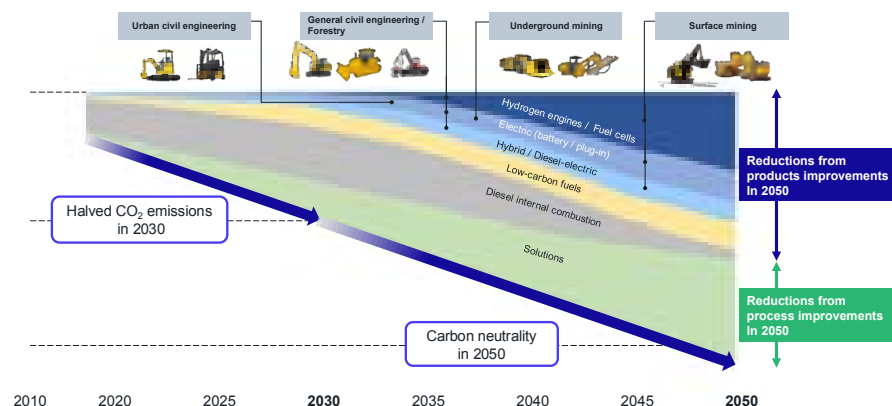 Urban civil engineering
General civil engineering /
Forestry
Underground mining
Surface mining
Hydrogen engines / Fuel cells
Electric (battery / plug-in)
Hybrid / Diesel-electric
Low-carbon fuels
Diesel internal combustion
Solutions
Halved CO₂ emissions
in 2030
Carbon neutrality
in 2050
Reductions from
products improvements
In 2050
Reductions from
process improvements
In 2050
2010 2020 2025 2030 2035 2040 2045 2050